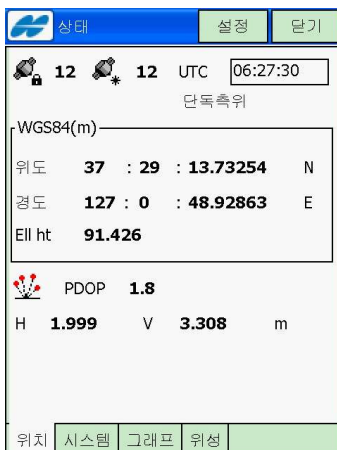 상태 설정 닫기
12 12 UTC 06:27:30
단독측위
WGS84(m)
위도 37 : 29 : 13.73254 N
경도 127 : 0 : 48.92863 E
Ell ht 91.426
PDOP 1.8
H 1.999 V 3.308 m
위치 시스템 그래프 위성